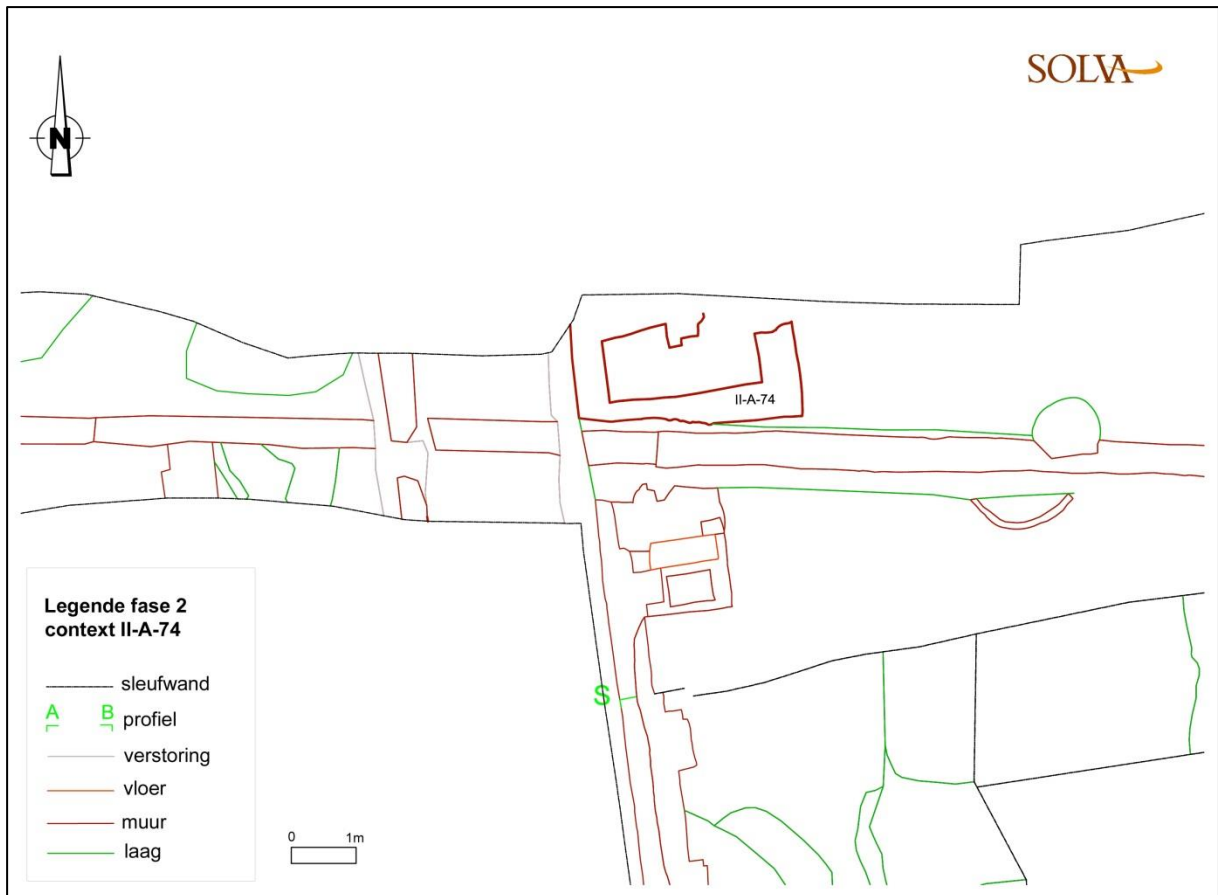 N
SOLVA
II-A-74
S
Legende fase 2
context II-A-74
sleufwand
A B profiel
verstoring
vloer
muur
laag
0 1m